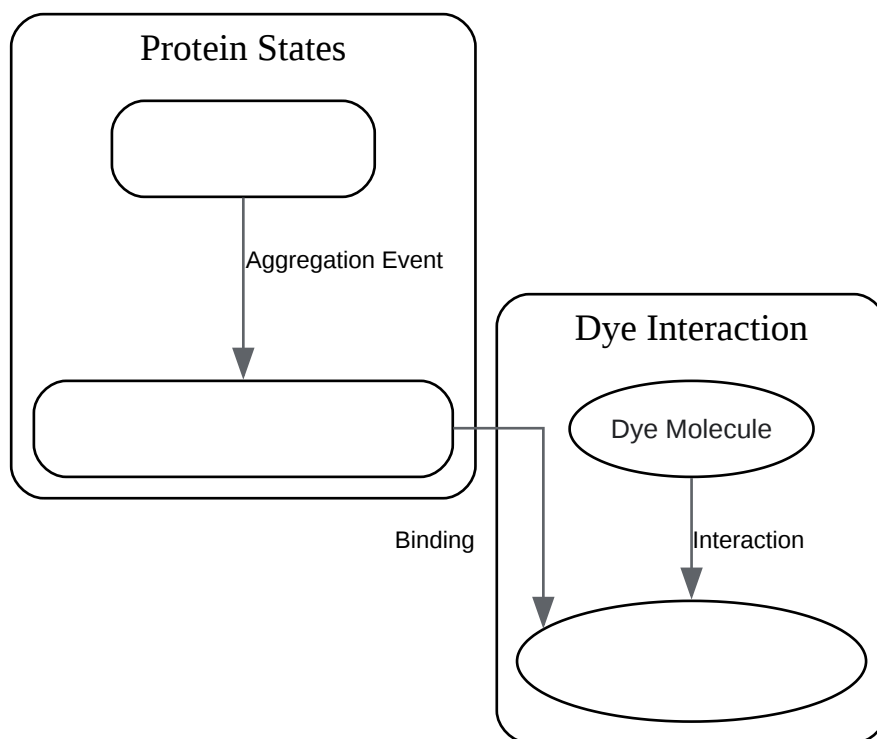 Protein States
Aggregation Event
Dye Interaction
Dye Molecule
Binding
Interaction